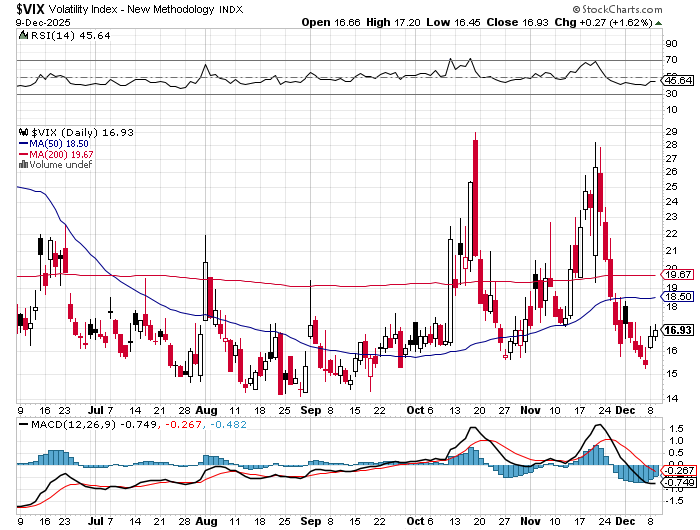 $VIX Volatility Index - New Methodology INDX
© StockCharts.com
9-Dec-2025
Open 16.66 High 17.20 Low 16.45 Close 16.93 Chg +0.27 (+1.62%)
RSI(14) 45.64
90
70
50
45.64
30
10
$VIX (Daily) 16.93
MA(50) 18.50
MA(200) 19.67
Volume undef
29
28
27
26
25
24
23
22
21
20
19.67
19
18.50
18
17
16.93
16
15
14
9 16 23 Jul 7 14 21 28 Aug 11 18 25 Sep 8 15 22 Oct 6 13 20 27 Nov 10 17 24 Dec 8
MACD(12,26,9) -0.749, -0.267, -0.482
1.5
1.0
0.5
0.0
-0.267
-0.749
-1.0
-1.5
9 16 23 Jul 7 14 21 28 Aug 11 18 25 Sep 8 15 22 Oct 6 13 20 27 Nov 10 17 24 Dec 8